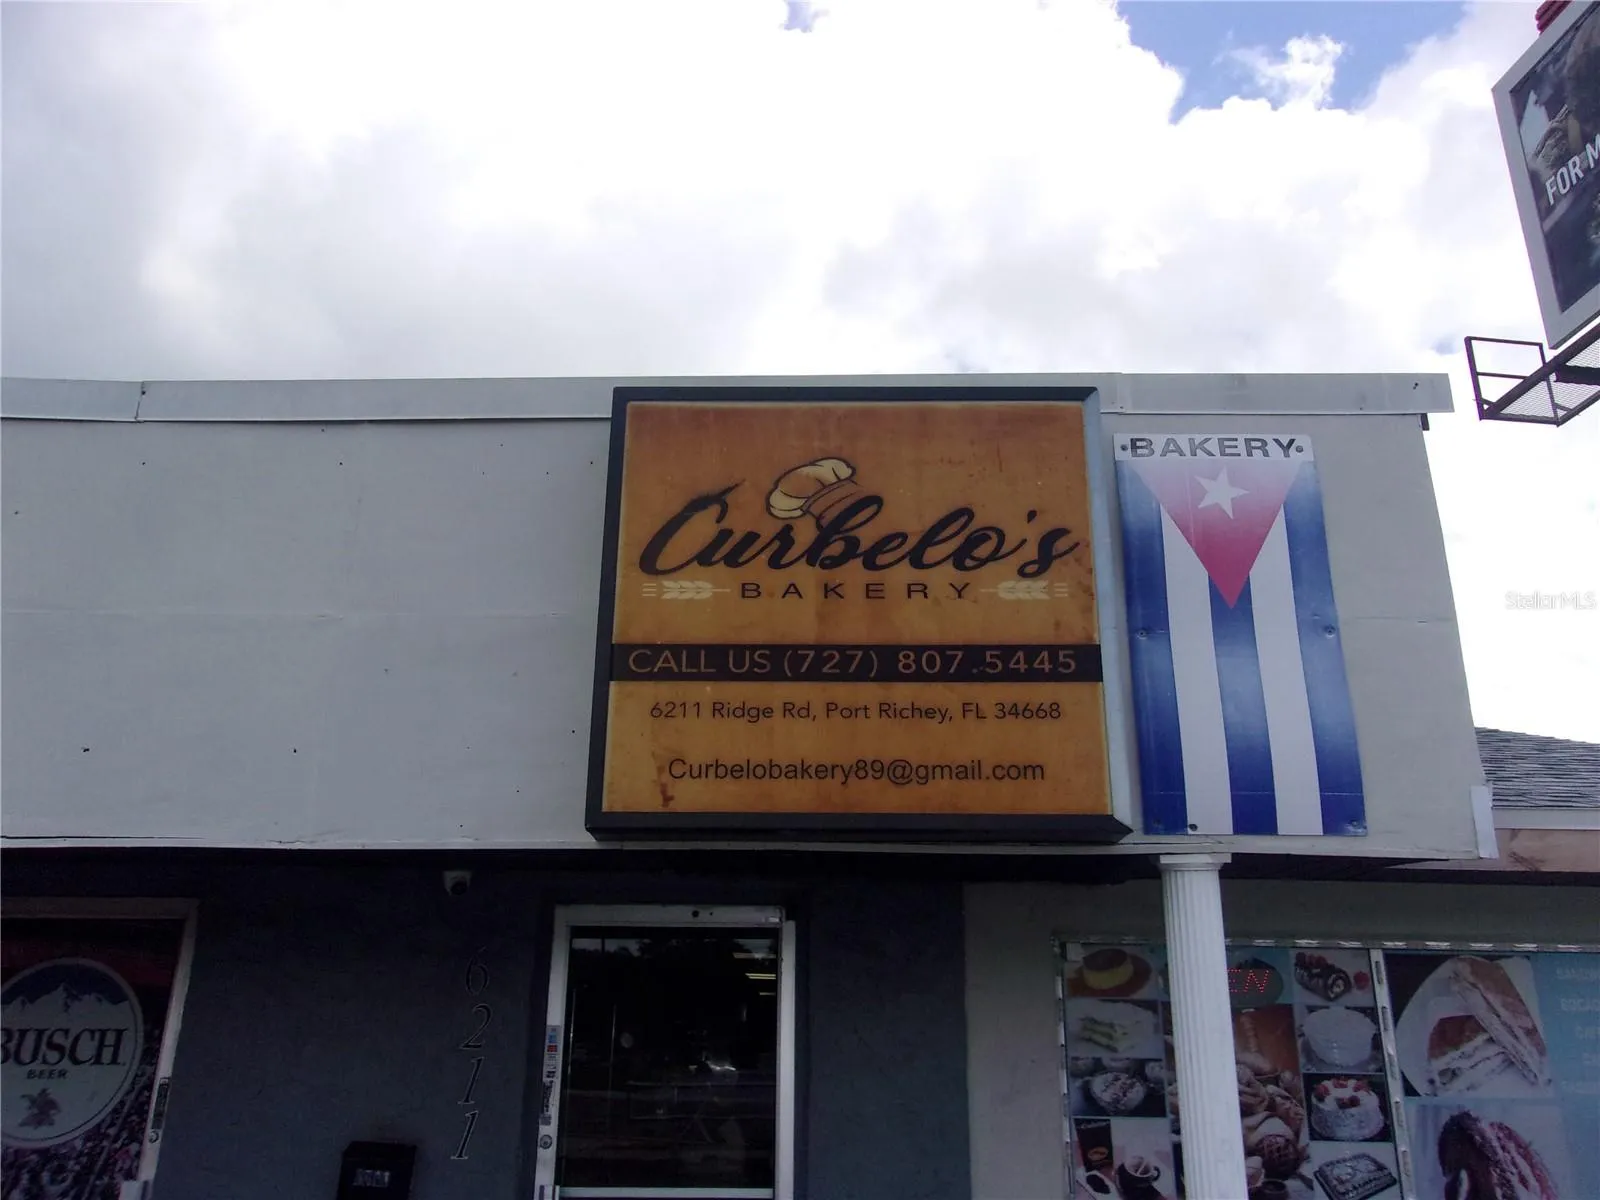 FOR M
BAKERY
Curbelo's
BAKERY
CALL US (727) 807.5445
6211 Ridge Rd, Port Richey, FL 34668
Curbelobakery89@gmail.com
StellarMLS
6211
BUSCH
BEER
EN